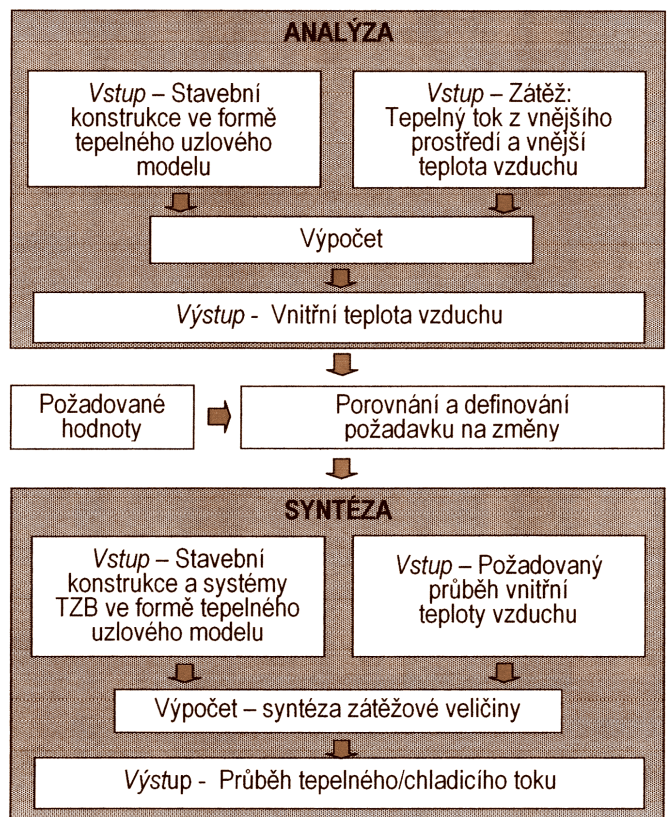 ANALÝZA
Vstup – Stavební
konstrukce ve formě
tepelného uzlového
modelu
Vstup – Zátěž:
Tepelný tok z vnějšího
prostředí a vnější
teplota vzduchu
Výpočet
Výstup - Vnitřní teplota vzduchu
Požadované
hodnoty
Porovnání a definování
požadavku na změny
SYNTÉZA
Vstup – Stavební
konstrukce a systémy
TZB ve formě tepelného
uzlového modelu
Vstup – Požadovaný
průběh vnitřní
teploty vzduchu
Výpočet – syntéza zátěžové veličiny
Výstup - Průběh tepelného/chladicího toku